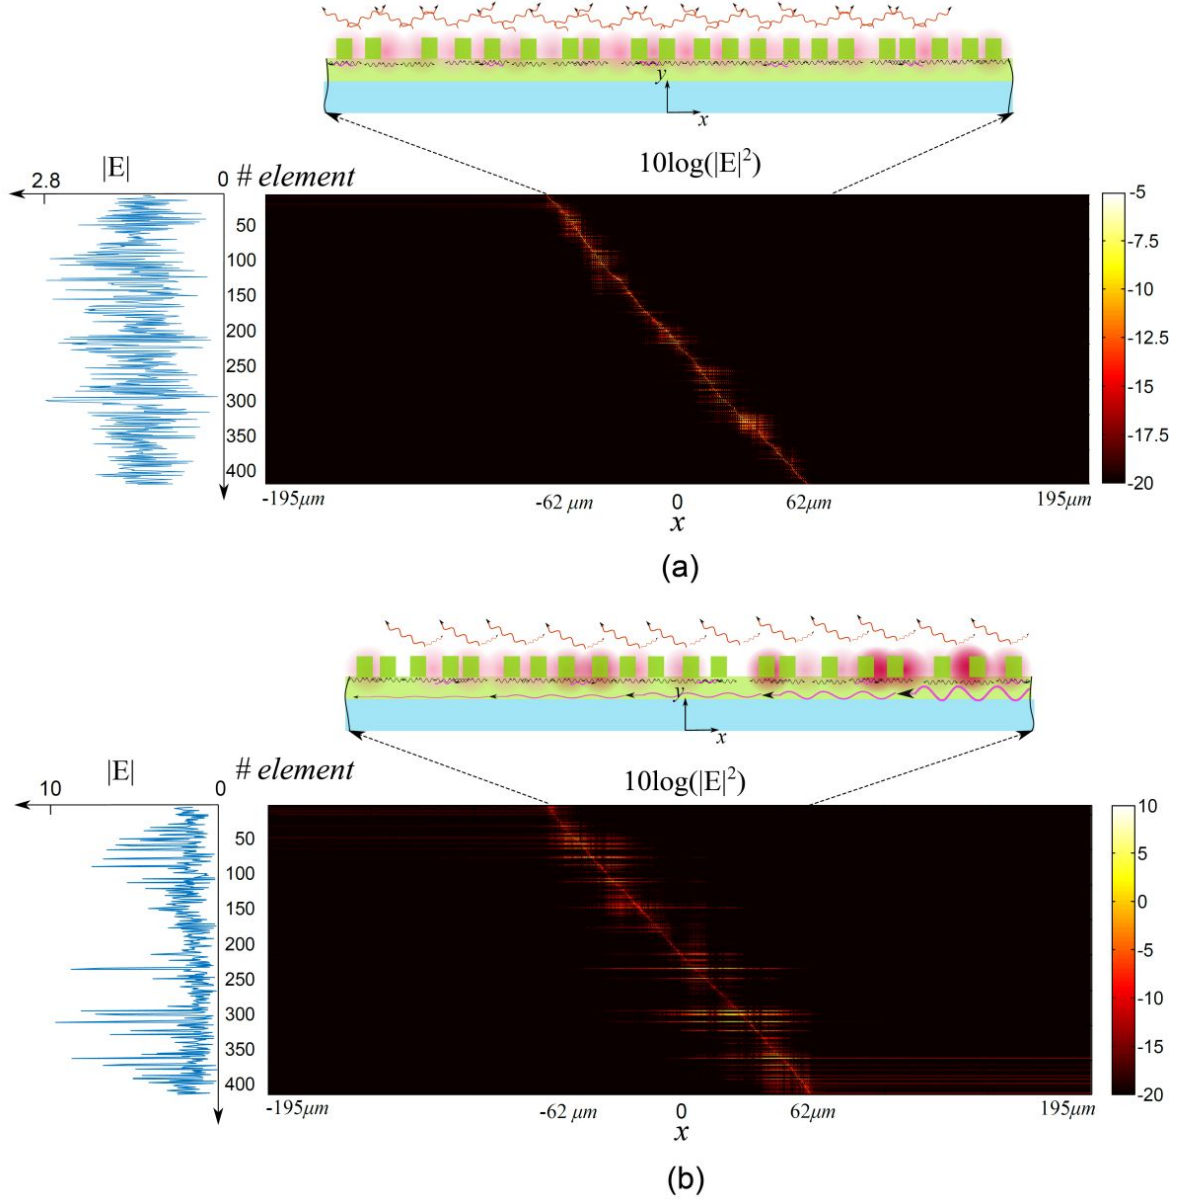 y
x
10log(|E|²)
|E|
2.8
0
# element
50
100
150
200
250
300
350
400
-195μm
-62 μm
0
62μm
195μm
x
-5
-7.5
-10
-12.5
-15
-17.5
-20
(a)
y
x
10log(|E|²)
|E|
10
0
# element
50
100
150
200
250
300
350
400
-195μm
-62 μm
0
62μm
195μm
x
10
5
0
-5
-10
-15
-20
(b)